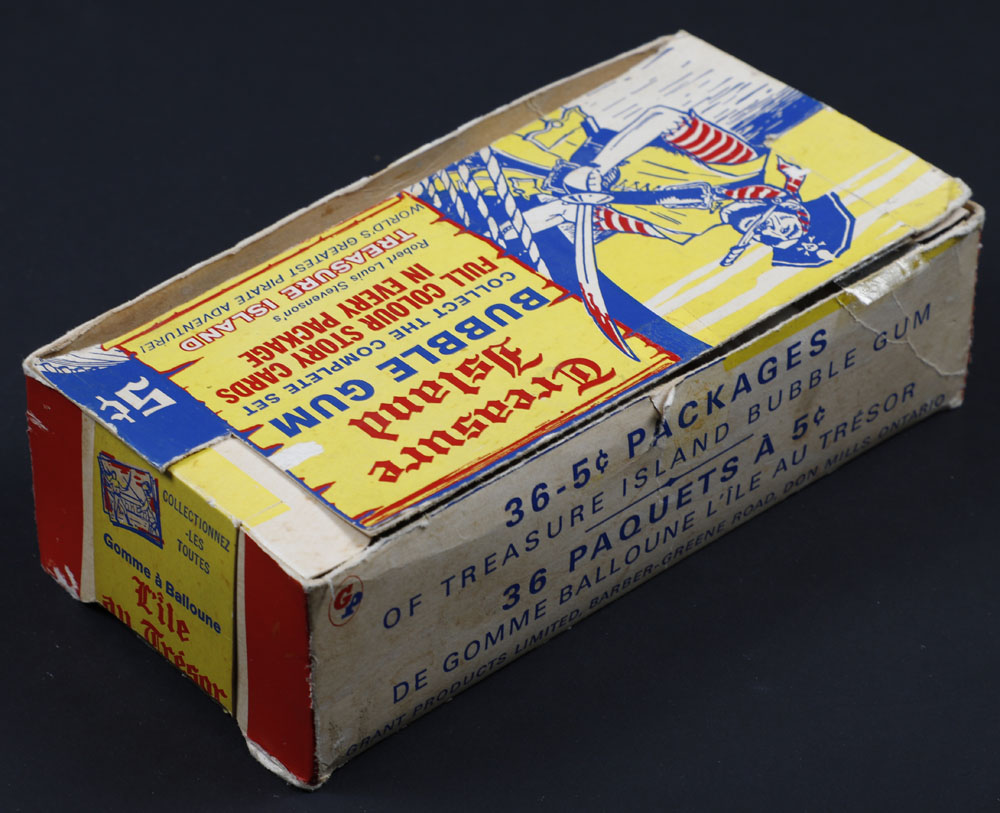 Treasure
Island
BUBBLE GUM
COLLECT THE COMPLETE SET
FULL COLOUR STORY CARDS
IN EVERY PACKAGE
Robert Louis Stevenson's
TREASURE ISLAND
WORLD'S GREATEST PIRATE ADVENTURE!
5¢
COLLECTIONNEZ
-LES
TOUTES
Gomme à Balloune
L'île
au Trésor
GP
36-5¢ PACKAGES
OF TREASURE ISLAND BUBBLE GUM
36 PAQUETS À 5¢
DE GOMME BALLOUNE L'ÎLE AU TRÉSOR
GRANT PRODUCTS LIMITED, BARBER-GREENE ROAD, DON MILLS ONTARIO